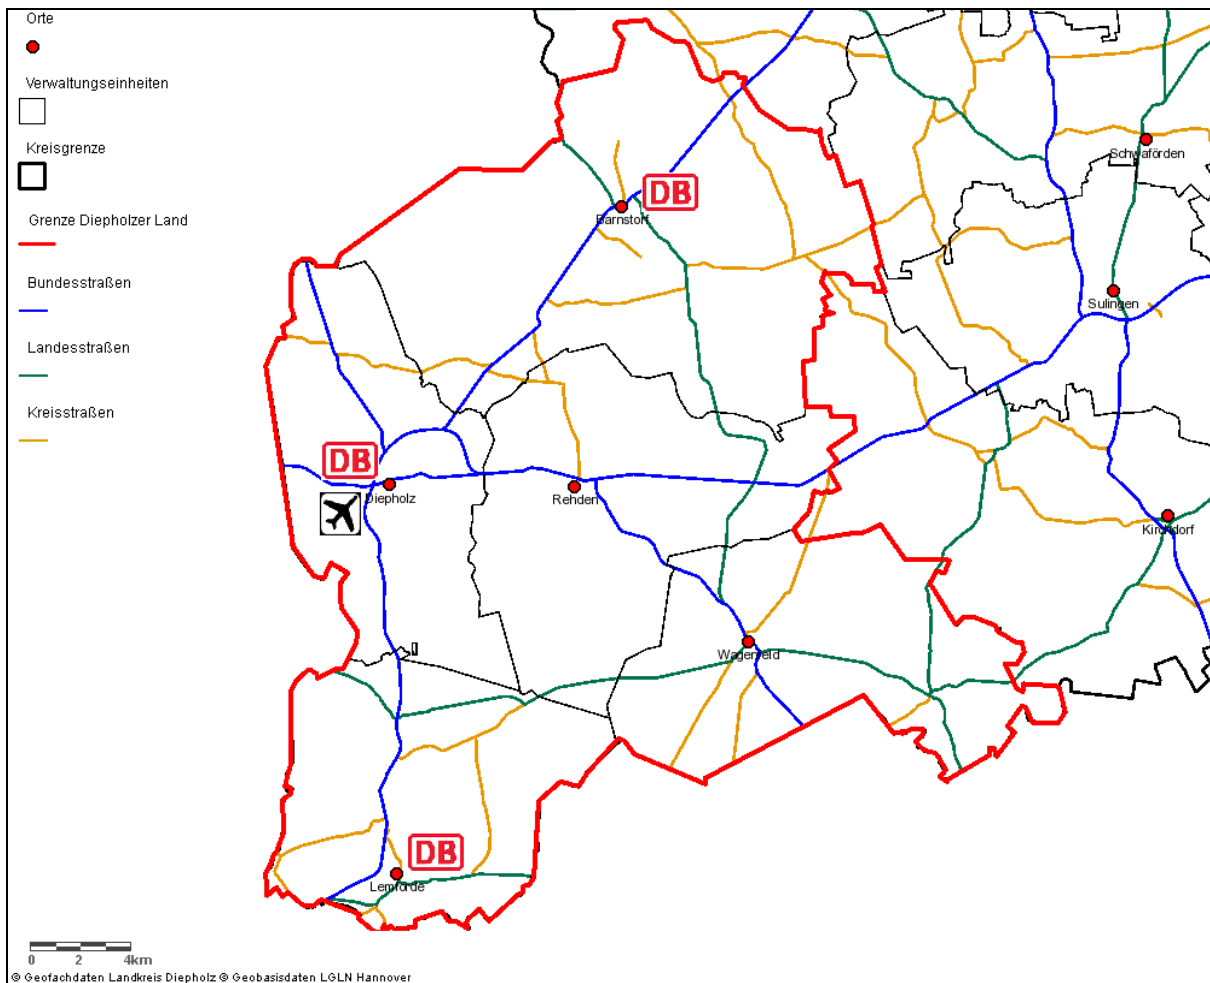 Orte
Verwaltungseinheiten
Kreisgrenze
Grenze Diepholzer Land
Bundesstraßen
Landesstraßen
Kreisstraßen
Schwaförden
DB
Barnstorf
Sulingen
DB
Diepholz
Rehden
Kirchdorf
Wagenfeld
DB
Lemförde
0 2 4km
© Geofachdaten Landkreis Diepholz © Geobasisdaten LGLN Hannover